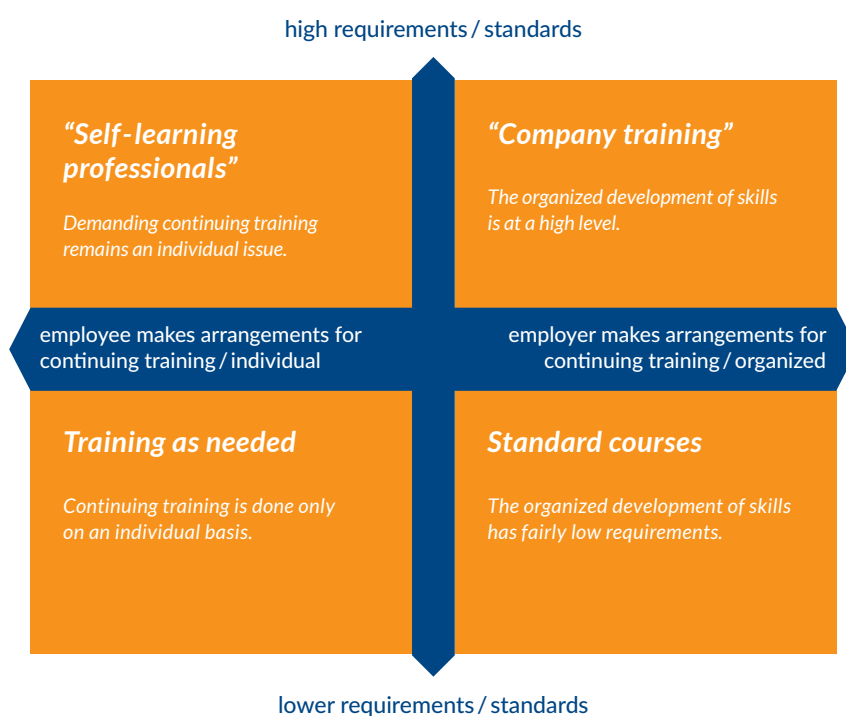 high requirements / standards
“Self-learning
professionals”
Demanding continuing training
remains an individual issue.
“Company training”
The organized development of skills
is at a high level.
employee makes arrangements for
continuing training / individual
employer makes arrangements for
continuing training / organized
Training as needed
Continuing training is done only
on an individual basis.
Standard courses
The organized development of skills
has fairly low requirements.
lower requirements / standards